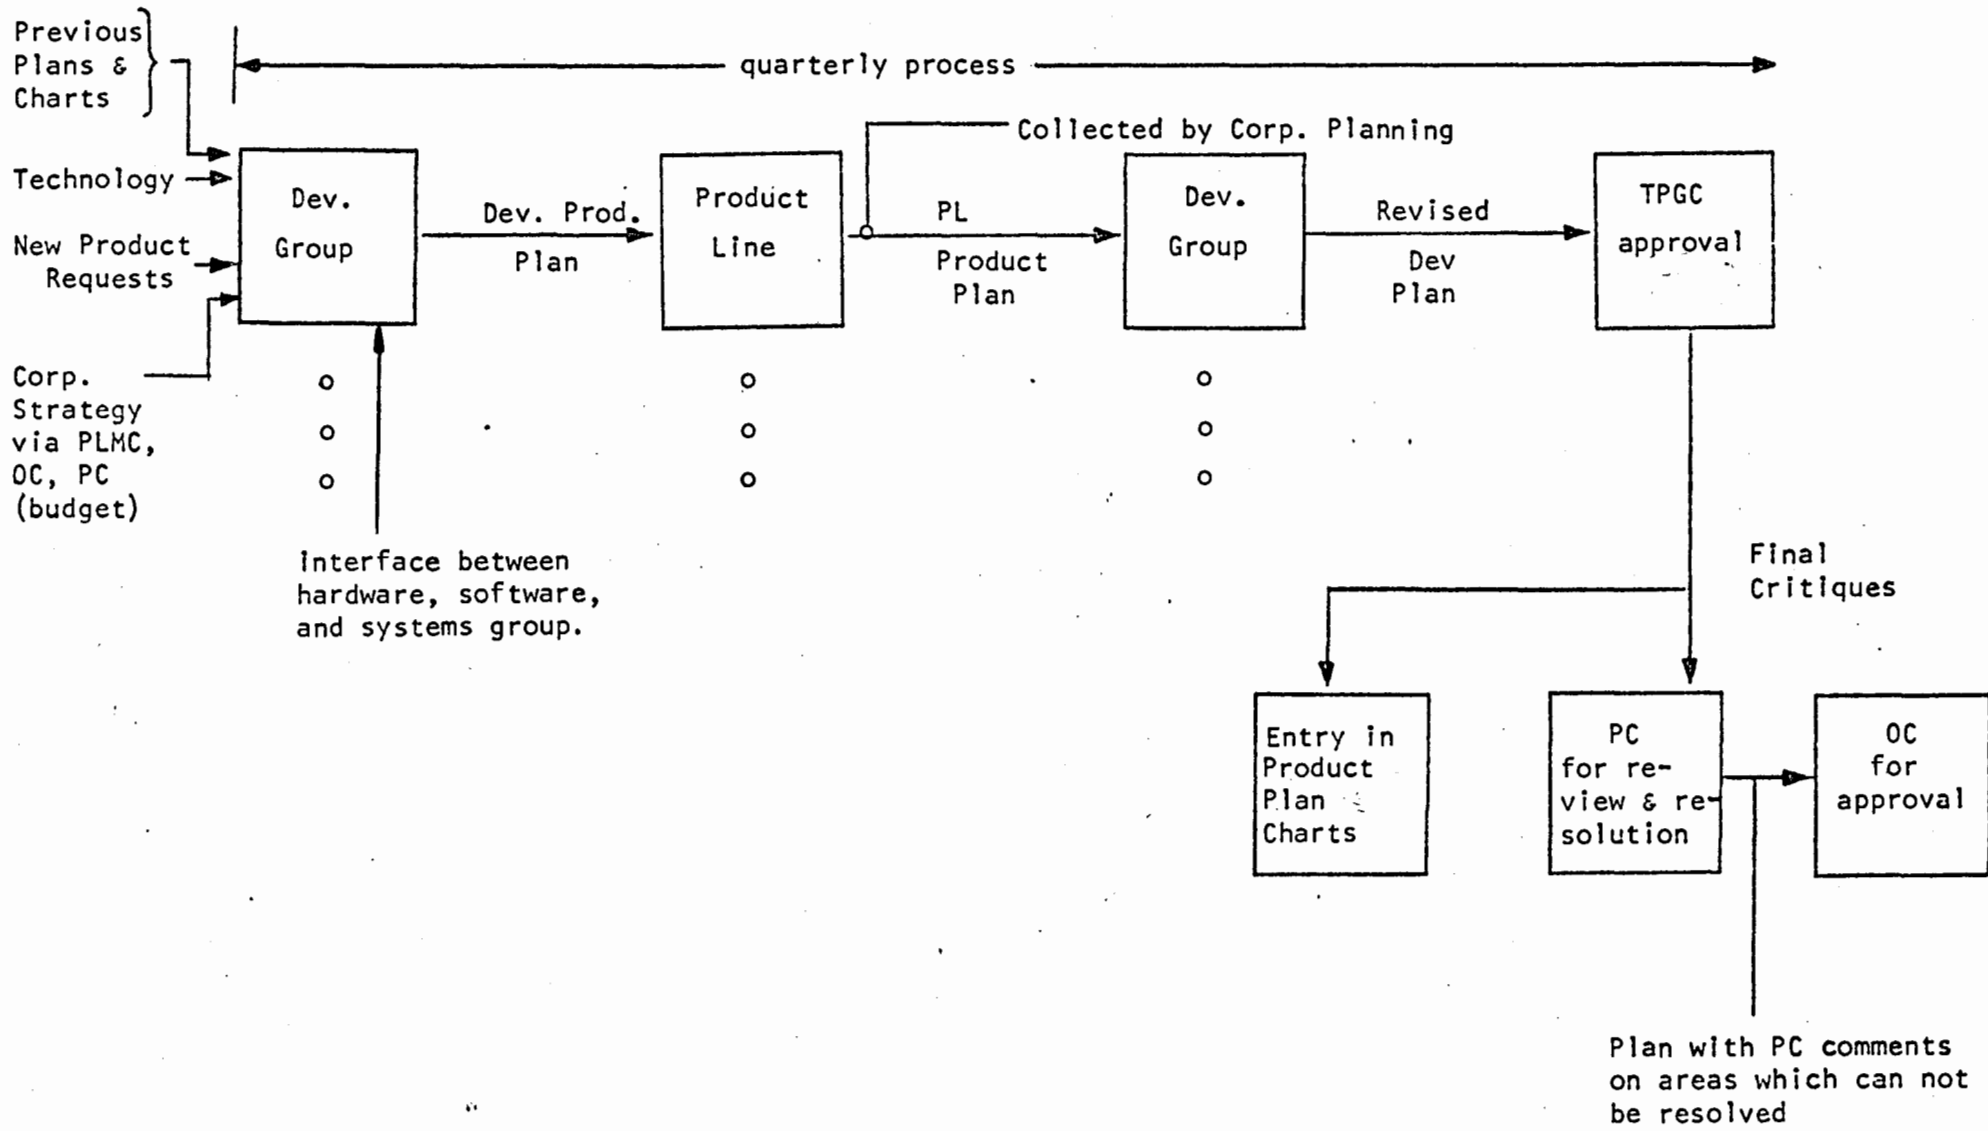 Previous
Plans &
Charts
quarterly process
Collected by Corp. Planning
Technology
New Product
Requests
Corp.
Strategy
via PLMC,
OC, PC
(budget)
Dev.
Group
Dev. Prod.
Plan
Product
Line
PL
Product
Plan
Dev.
Group
Revised
Dev
Plan
TPGC
approval
Interface between
hardware, software,
and systems group.
Final
Critiques
Entry in
Product
Plan
Charts
PC
for re-
view & re-
solution
OC
for
approval
Plan with PC comments
on areas which can not
be resolved